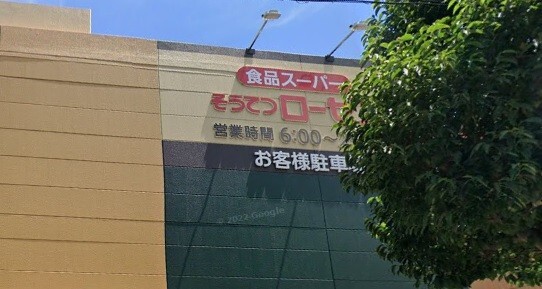 食品スーパー
そうてつローゼ
営業時間 6:00～
お客様駐車
© 2022 Google